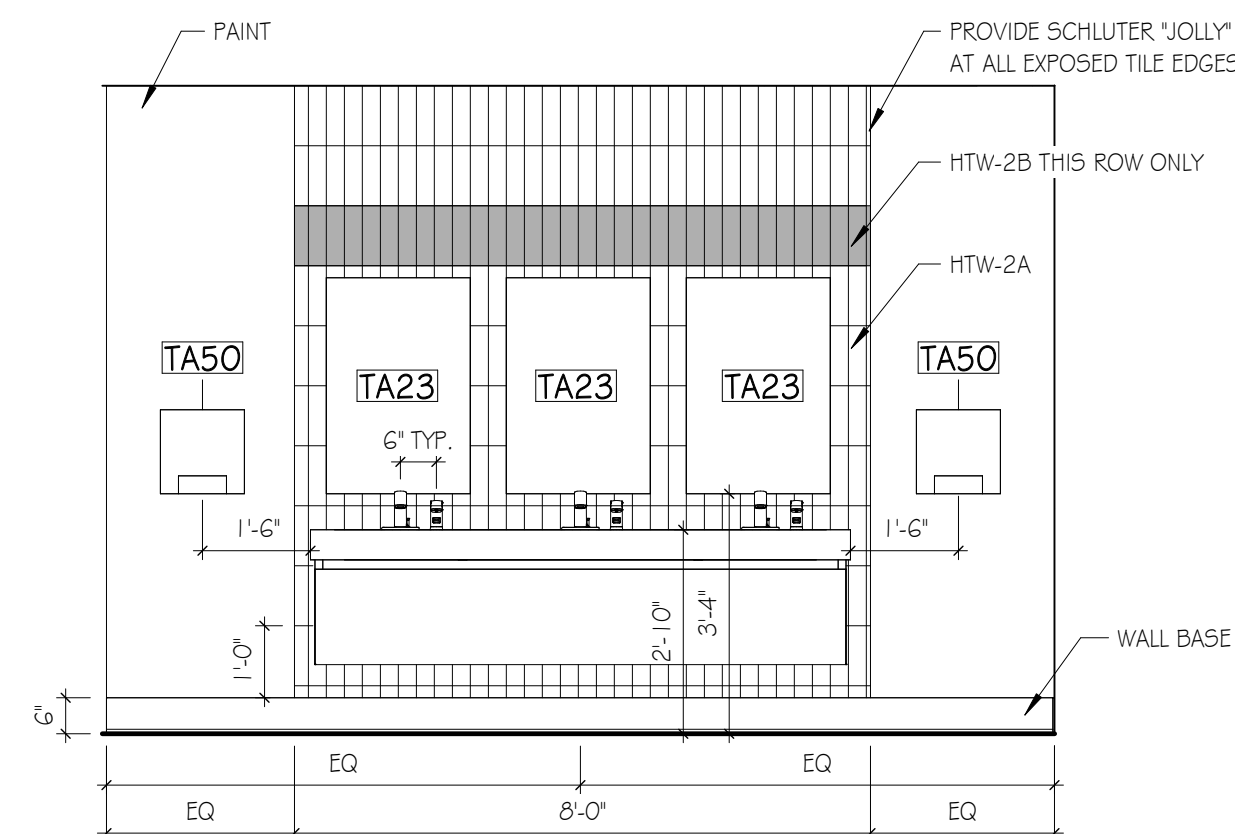 PAINT
PROVIDE SCHLUTER "JOLLY"
AT ALL EXPOSED TILE EDGES
HTW-2B THIS ROW ONLY
HTW-2A
TA50
TA23
TA23
TA23
TA50
6" TYP.
1'-6"
1'-6"
2'-10"
3'-4"
1'-0"
WALL BASE
6"
EQ
EQ
EQ
8'-0"
EQ